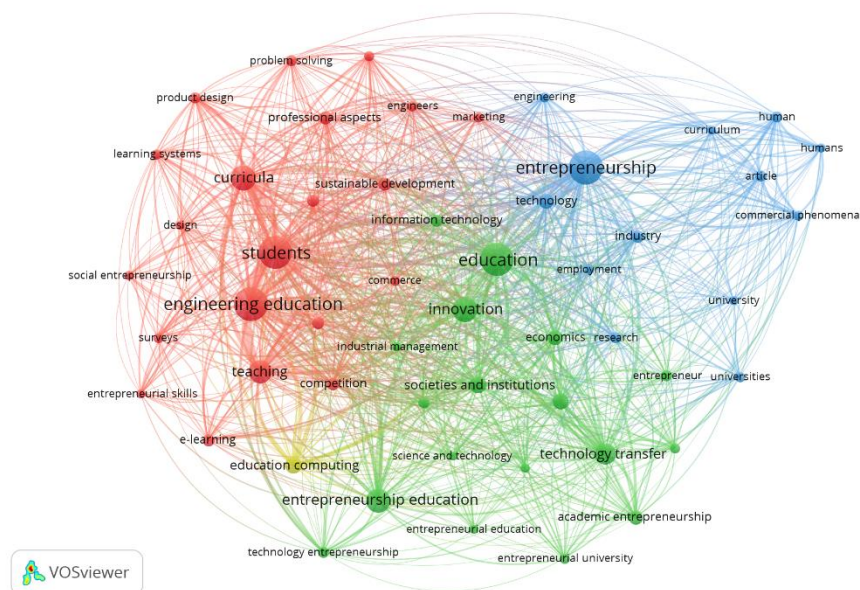 problem solving
product design
engineering
professional aspects
engineers
marketing
human
curriculum
humans
learning systems
curricula
entrepreneurship
sustainable development
article
technology
information technology
commercial phenomena
design
industry
students
education
social entrepreneurship
commerce
employment
engineering education
innovation
university
surveys
industrial management
economics
research
teaching
competition
societies and institutions
entrepreneur
universities
entrepreneurial skills
e-learning
education computing
science and technology
technology transfer
entrepreneurship education
academic entrepreneurship
entrepreneurial education
technology entrepreneurship
entrepreneurial university
VOSviewer